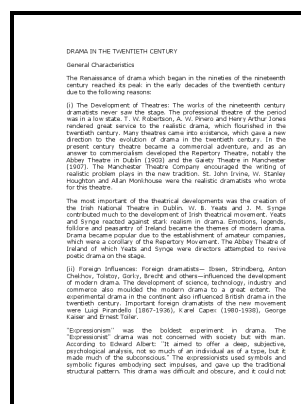 DRAMA IN THE TWENTIETH CENTURY
General Characteristics
The Renaissance of drama which began in the nineties of the nineteenth
century reached its peak in the early decades of the twentieth century
due to the following reasons:
(i) The Development of Theatres: The works of the nineteenth century
dramatists never saw the stage. The professional theatre of the period
was in a low state. T. W. Robertson, A. W. Pinero and Henry Arthur Jones
rendered great service to the realistic drama, which flourished in the
twentieth century. Many theatres came into existence, which gave a new
direction to the evolution of drama in the twentieth century. In the
present century theatre became a commercial adventure, and as an
answer to commercialism developed the Repertory Theatre, notably the
Abbey Theatre in Dublin (1903) and the Gaiety Theatre in Manchester
(1907). The Manchester Theatre Company encouraged the writing of
realistic problem plays in the new tradition. St. John Irvine, W. Stanley
Houghton and Allan Monkhouse were the realistic dramatists who wrote
for this theatre.
The most important of the theatrical developments was the creation of
the Irish National Theatre in Dublin. W. B. Yeats and J. M. Synge
contributed much to the development of Irish theatrical movement. Yeats
and Synge reacted against stark realism in drama. Emotions, legends,
folklore and peasantry of Ireland became the themes of modern drama.
Drama became popular due to the establishment of amateur companies,
which were a corollary of the Repertory Movement. The Abbey Theatre of
Ireland of which Yeats and Synge were directors attempted to revive
poetic drama on the stage.
(ii) Foreign Influences: Foreign dramatists— Ibsen, Strindberg, Anton
Chelhov, Tolstoy, Gorky, Brecht and others—influenced the development
of modern drama. The development of science, technology, industry and
commerce also moulded the modern drama to a great extent. The
experimental drama in the continent also influenced British drama in the
twentieth century. Important foreign dramatists of the new movement
were Luigi Pirandello (1867-1936), Karel Capex (1980-1938), George
Kaiser and Ernest Toller.
"Expressionism" was the boldest experiment in drama. The
"Expressionist" drama was not concerned with society but with man.
According to Edward Albert: "It aimed to offer a deep, subjective,
psychological analysis, not so much of an individual as of a type, but it
made much of the subconscious." The expressionists used symbols and
symbolic figures embodying sect impulses, and gave up the traditional
structural pattern. This drama was difficult and obscure, and it could not